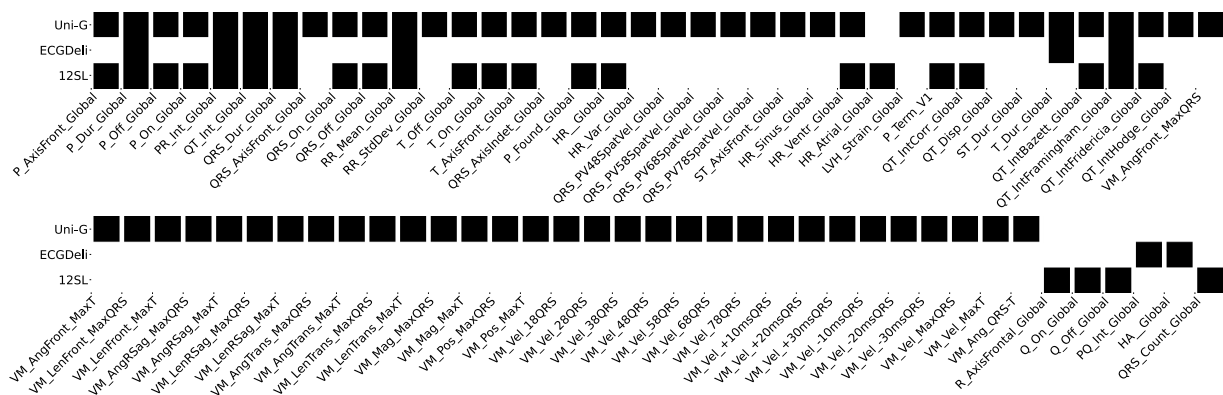 Uni-G
ECGDeli
12SL
P_AxisFront_Global
P_Dur_Global
P_Off_Global
P_On_Global
PR_Int_Global
QT_Int_Global
QRS_Dur_Global
QRS_AxisFront_Global
QRS_On_Global
QRS_Off_Global
RR_Mean_Global
RR_StdDev_Global
T_Off_Global
T_On_Global
T_AxisFront_Global
QRS_AxisIndet_Global
P_Found_Global
HR__Global
HR_Var_Global
QRS_PV48SpatVel_Global
QRS_PV58SpatVel_Global
QRS_PV68SpatVel_Global
QRS_PV78SpatVel_Global
ST_AxisFront_Global
HR_Sinus_Global
HR_Ventr_Global
HR_Atrial_Global
LVH_Strain_Global
P_Term_V1
QT_IntCorr_Global
QT_Disp_Global
ST_Dur_Global
T_Dur_Global
QT_IntBazett_Global
QT_IntFramingham_Global
QT_IntFridericia_Global
QT_IntHodge_Global
VM_AngFront_MaxQRS
Uni-G
ECGDeli
12SL
VM_AngFront_MaxT
VM_LenFront_MaxQRS
VM_LenFront_MaxT
VM_AngRSag_MaxQRS
VM_AngRSag_MaxT
VM_LenRSag_MaxQRS
VM_LenRSag_MaxT
VM_AngTrans_MaxQRS
VM_AngTrans_MaxT
VM_LenTrans_MaxQRS
VM_LenTrans_MaxT
VM_Mag_MaxQRS
VM_Mag_MaxT
VM_Pos_MaxQRS
VM_Pos_MaxT
VM_Vel_18QRS
VM_Vel_28QRS
VM_Vel_38QRS
VM_Vel_48QRS
VM_Vel_58QRS
VM_Vel_68QRS
VM_Vel_78QRS
VM_Vel_+10msQRS
VM_Vel_+20msQRS
VM_Vel_+30msQRS
VM_Vel_-10msQRS
VM_Vel_-20msQRS
VM_Vel_-30msQRS
VM_Vel_MaxQRS
VM_Vel_MaxT
VM_Ang_QRS-T
R_AxisFrontal_Global
Q_On_Global
Q_Off_Global
PQ_Int_Global
HA__Global
QRS_Count_Global